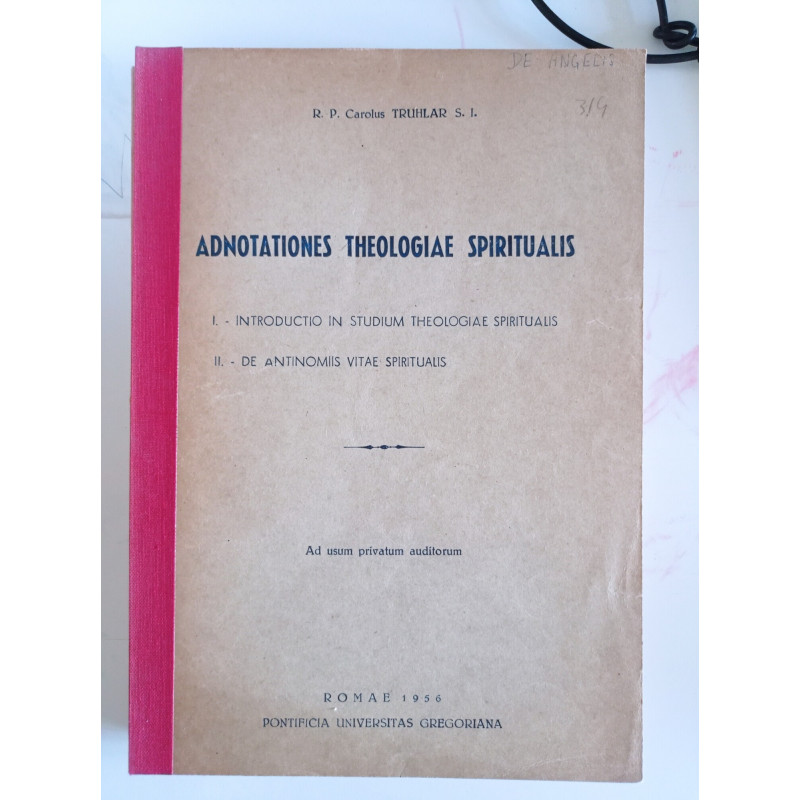 DE ANGELIS
3/4
R. P. Carolus TRUHLAR S. I.
ADNOTATIONES THEOLOGIAE SPIRITUALIS
I. - INTRODUCTIO IN STUDIUM THEOLOGIAE SPIRITUALIS
II. - DE ANTINOMIIS VITAE SPIRITUALIS
Ad usum privatum auditorum
ROMAE 1956
PONTIFICIA UNIVERSITAS GREGORIANA